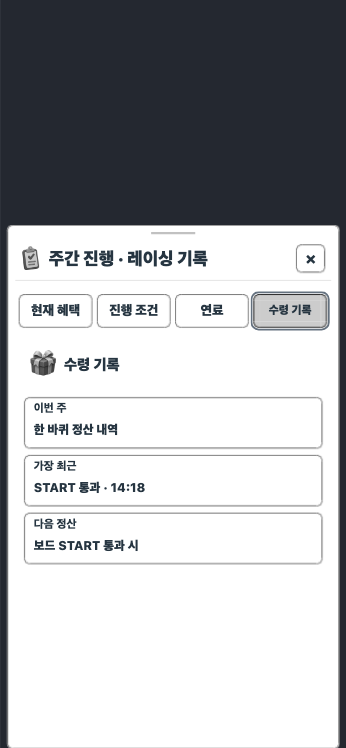 주간 진행 · 레이싱 기록
×
현재 혜택
진행 조건
연료
수령 기록
수령 기록
이번 주
한 바퀴 정산 내역
가장 최근
START 통과 · 14:18
다음 정산
보드 START 통과 시